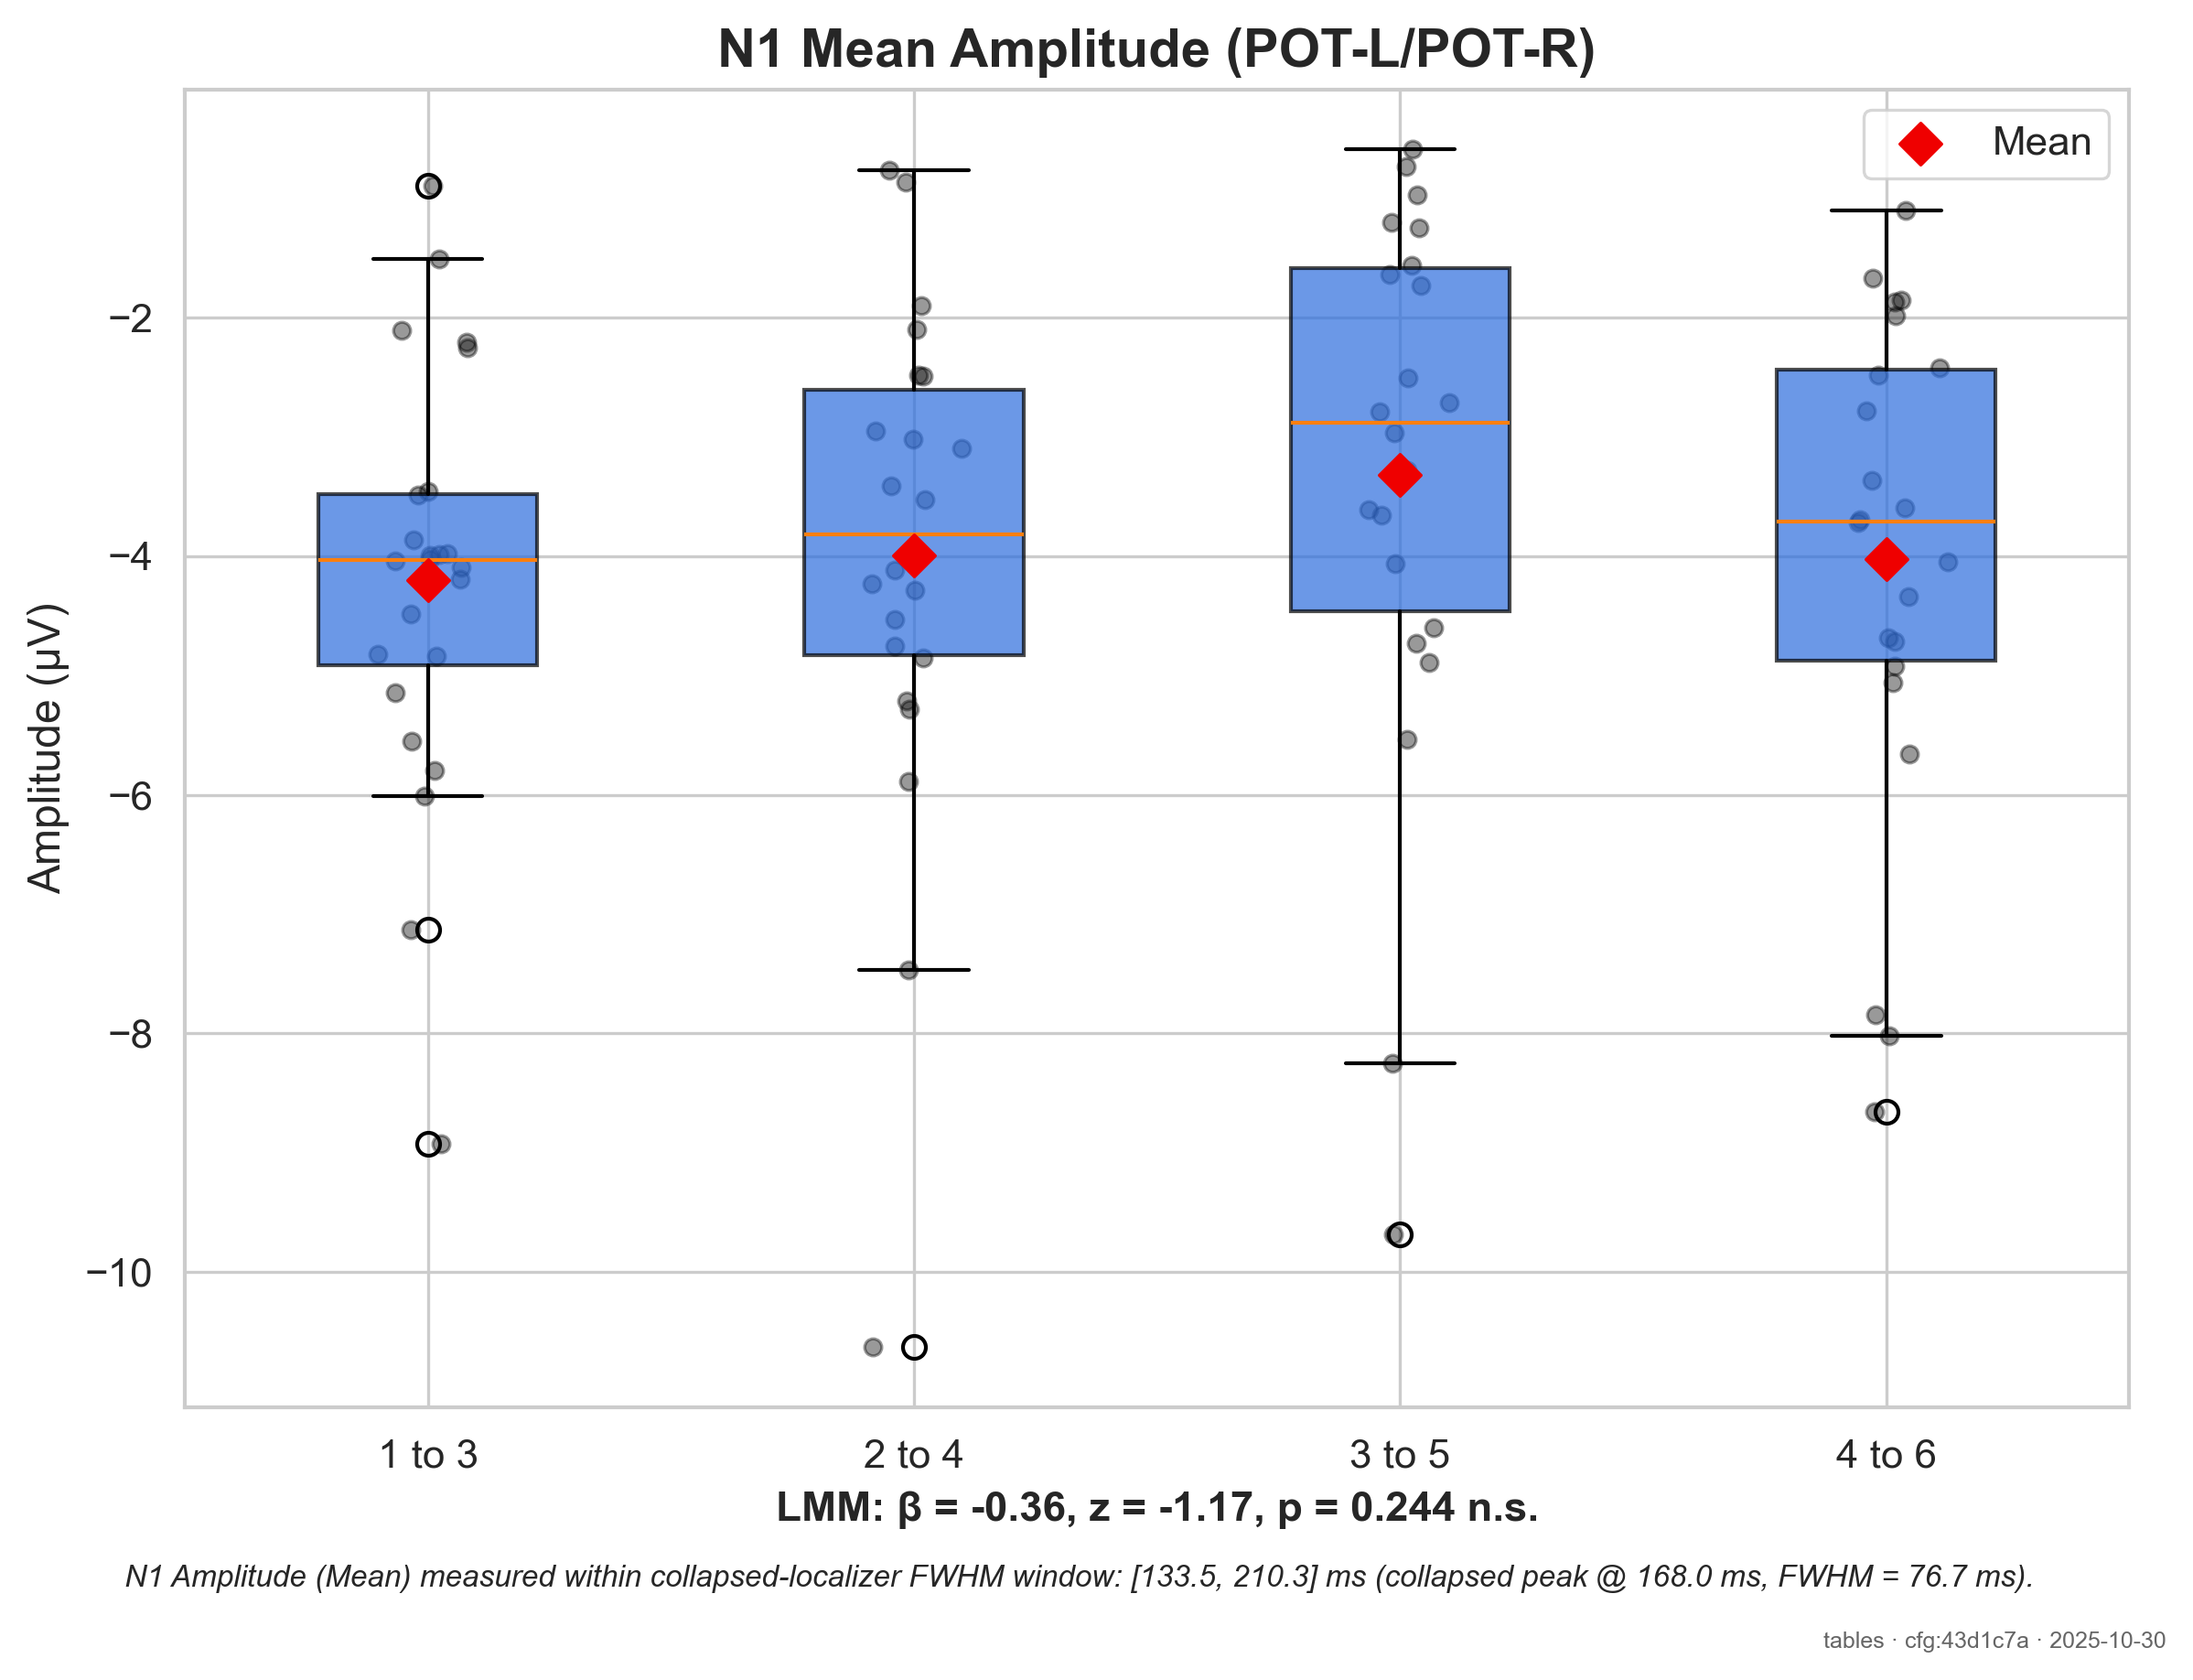 N1 Mean Amplitude (POT-L/POT-R)
Mean
Amplitude (µV)
−2
−4
−6
−8
−10
1 to 3
2 to 4
3 to 5
4 to 6
LMM: β = -0.36, z = -1.17, p = 0.244 n.s.
N1 Amplitude (Mean) measured within collapsed-localizer FWHM window: [133.5, 210.3] ms (collapsed peak @ 168.0 ms, FWHM = 76.7 ms).
tables · cfg:43d1c7a · 2025-10-30